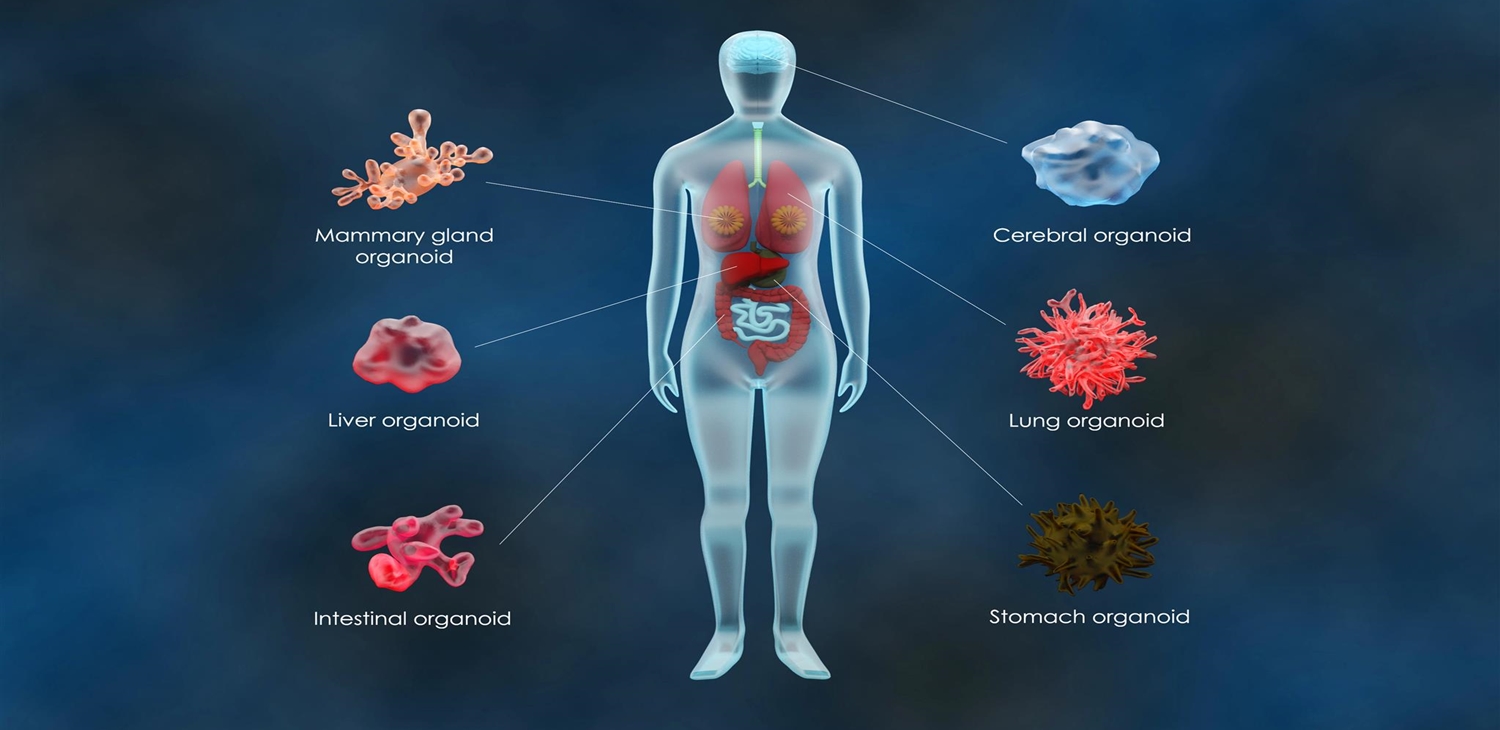 Mammary gland
organoid
Cerebral organoid
Liver organoid
Lung organoid
Intestinal organoid
Stomach organoid